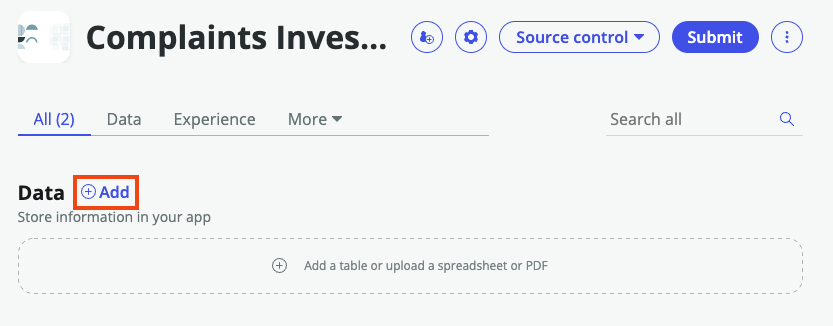 Complaints Inves...
Source control
Submit
All (2)
Data
Experience
More
Search all
Data
Add
Store information in your app
Add a table or upload a spreadsheet or PDF